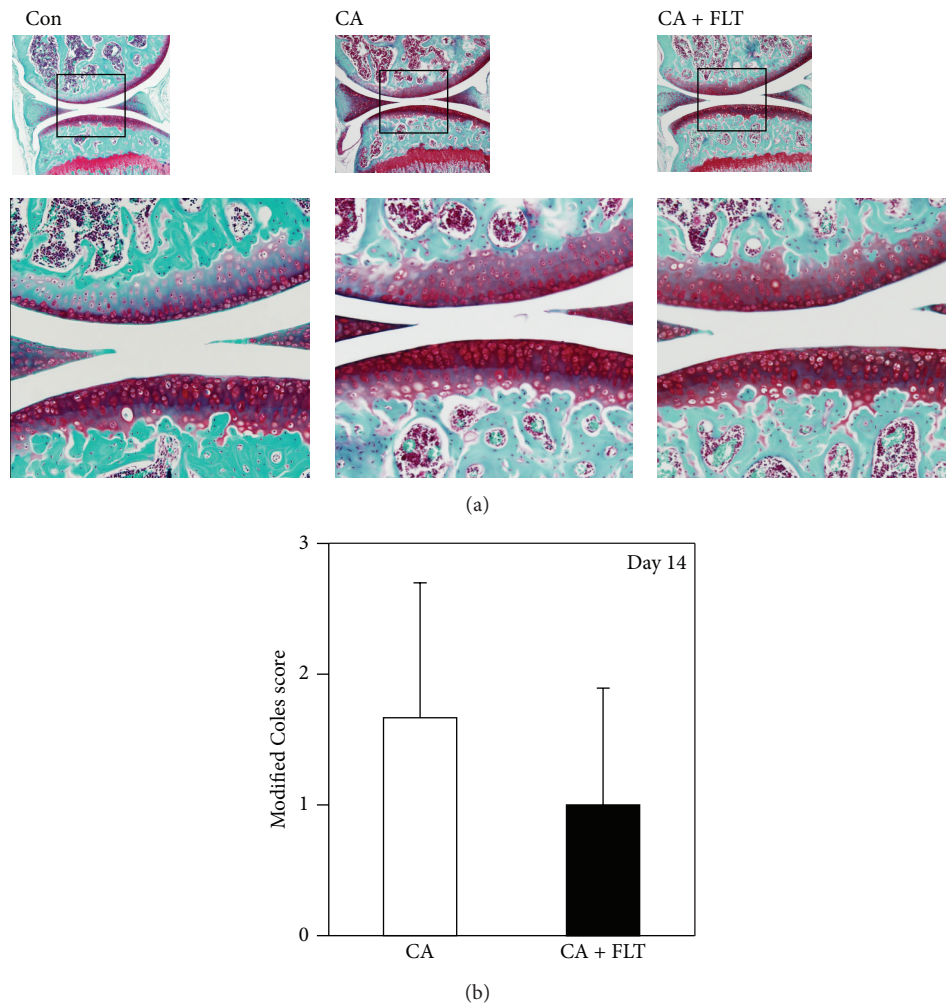 Con
CA
CA + FLT
(a)
3
Day 14
2
1
0
Modified Coles score
CA
CA + FLT
(b)